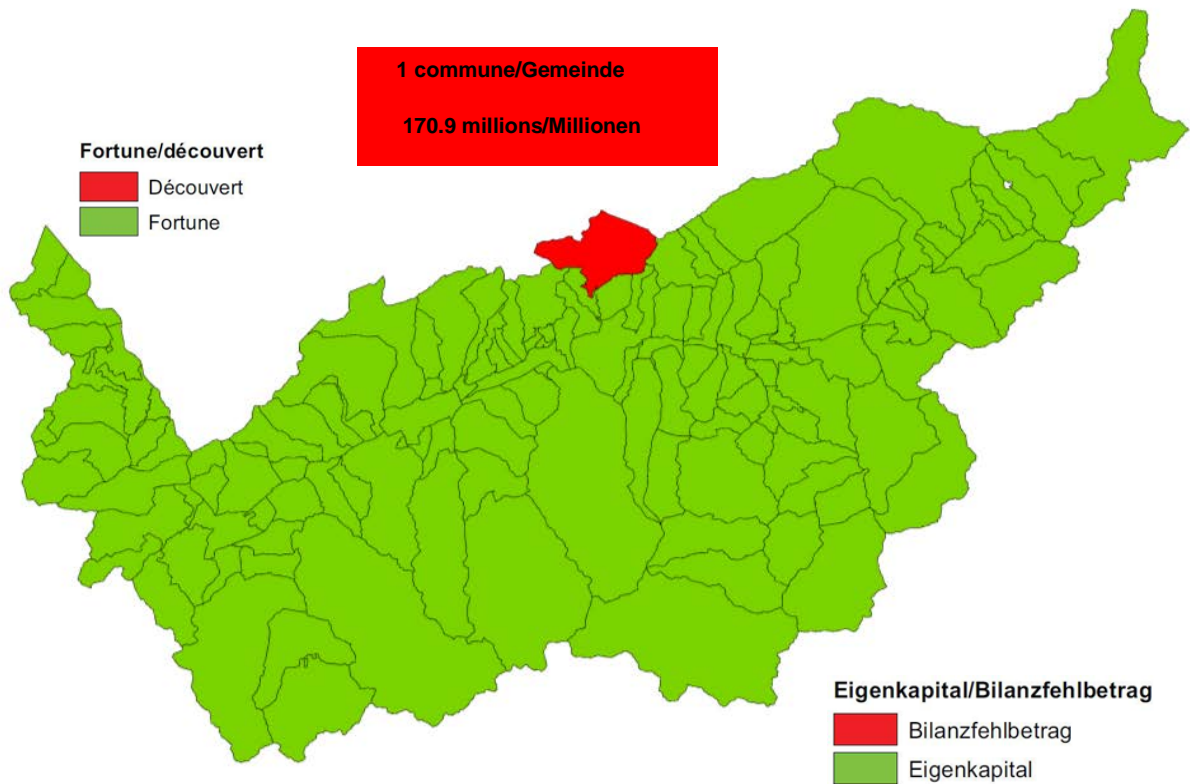 1 commune/Gemeinde
170.9 millions/Millionen
Fortune/découvert
Découvert
Fortune
Eigenkapital/Bilanzfehlbetrag
Bilanzfehlbetrag
Eigenkapital